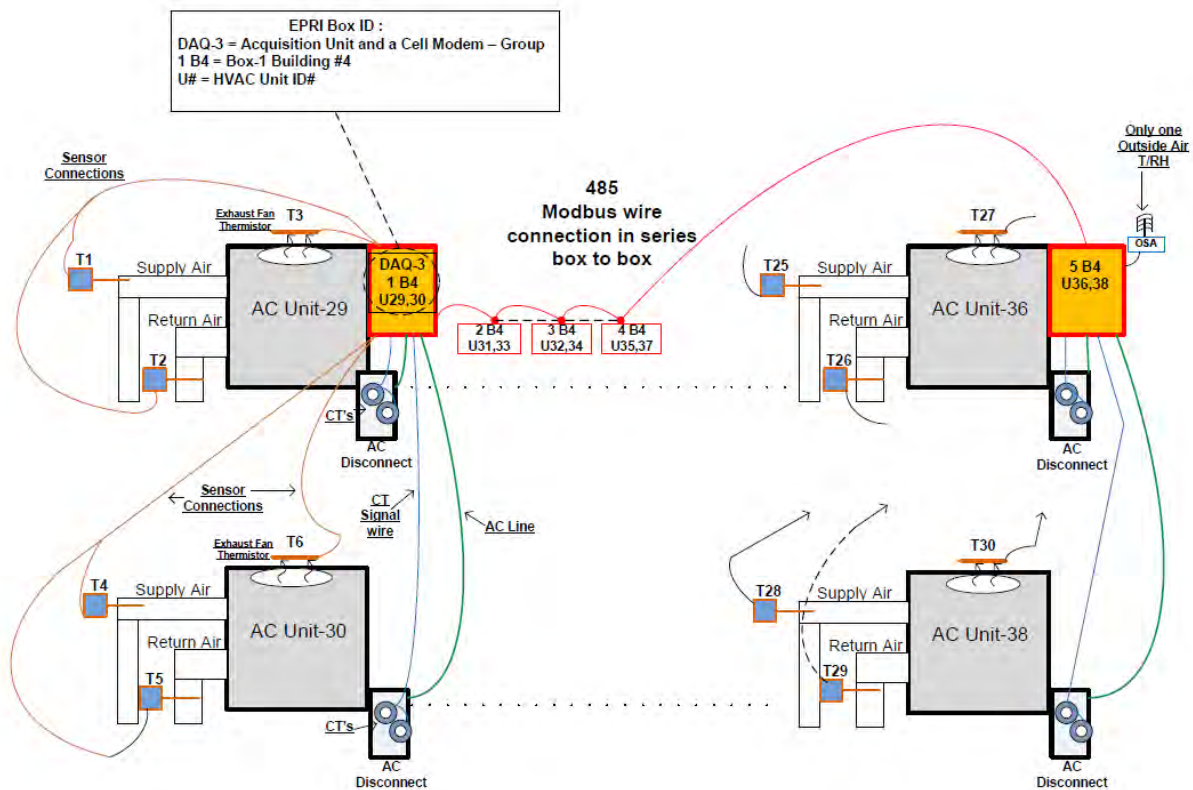 EPRI Box ID :
DAQ-3 = Acquisition Unit and a Cell Modem – Group
1 B4 = Box-1 Building #4
U# = HVAC Unit ID#
Sensor
Connections
Exhaust Fan
Thermistor
T3
T1
Supply Air
Return Air
T2
AC Unit-29
DAQ-3
1 B4
U29,30
CT's
AC
Disconnect
485
Modbus wire
connection in series
box to box
2 B4
U31,33
3 B4
U32,34
4 B4
U35,37
Only one
Outside Air
T/RH
OSA
T27
T25
Supply Air
Return Air
T26
AC Unit-36
5 B4
U36,38
AC
Disconnect
Sensor
Connections
CT
Signal
wire
AC Line
Exhaust Fan
Thermistor
T6
T4
Supply Air
Return Air
T5
AC Unit-30
CT's
AC
Disconnect
T30
T28
Supply Air
Return Air
T29
AC Unit-38
AC
Disconnect